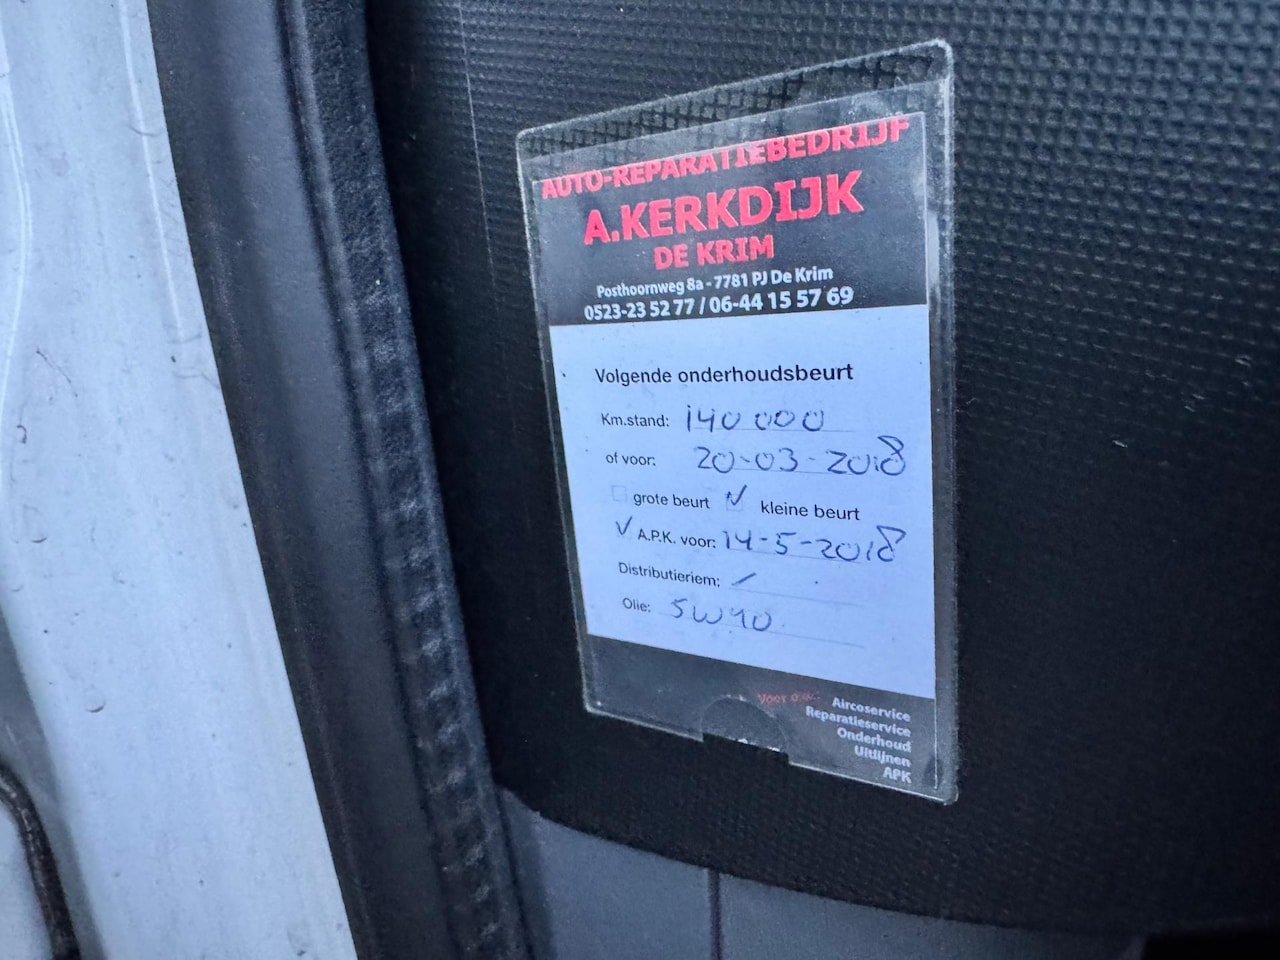 AUTO-REPARATIEBEDRIJF
A.KERKDIJK
DE KRIM
Posthoornweg 8a - 7781 PJ De Krim
0523-23 52 77 / 06-44 15 57 69
Volgende onderhoudsbeurt
Km.stand: 140 000
of voor: 20-03-2018
grote beurt ✓ kleine beurt
✓ A.P.K. voor: 14-5-2018
Distributieriem: /
Olie: 5W40
Voor o.a.: Aircoservice
Reparatieservice
Onderhoud
Uitlijnen
APK